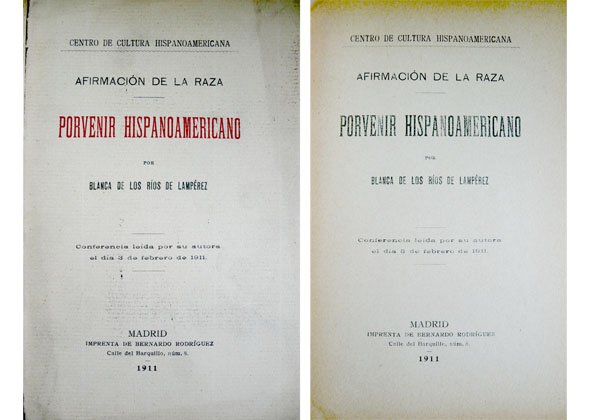 CENTRO DE CULTURA HISPANOAMERICANA
AFIRMACIÓN DE LA RAZA
PORVENIR HISPANOAMERICANO
POR
BLANCA DE LOS RÍOS DE LAMPÉREZ
Conferencia leída por su autora
el día 3 de febrero de 1911.
MADRID
IMPRENTA DE BERNARDO RODRÍGUEZ
Calle del Barquillo, núm. 8.
1911
CENTRO DE CULTURA HISPANOAMERICANA
AFIRMACIÓN DE LA RAZA
PORVENIR HISPANOAMERICANO
POR
BLANCA DE LOS RÍOS DE LAMPÉREZ
Conferencia leída por su autora
el día 3 de febrero de 1911.
MADRID
IMPRENTA DE BERNARDO RODRÍGUEZ
Calle del Barquillo, núm. 8.
1911